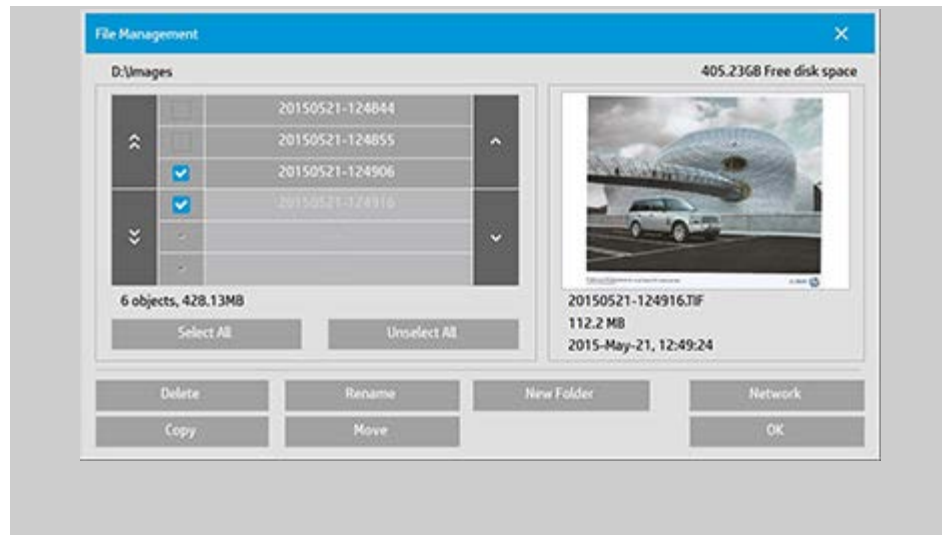 File Management
D:\Images
405.23GB Free disk space
20150521-124844
20150521-124855
20150521-124906
20150521-124916
6 objects, 428.13MB
Select All
Unselect All
20150521-124916.TIF
112.2 MB
2015-May-21, 12:49:24
Delete
Rename
New Folder
Network
Copy
Move
OK